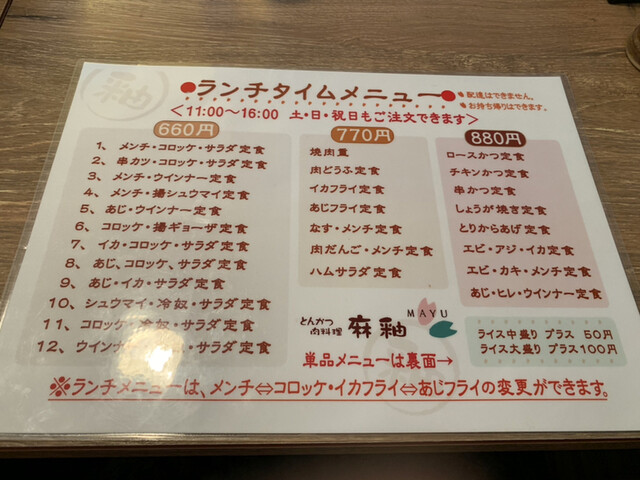 釉
ランチタイムメニュー
配達はできません。
お持ち帰りはできます。
＜11:00～16:00 土・日・祝日もご注文できます＞
660円
1、メンチ・コロッケ・サラダ定食
2、串カツ・コロッケ・サラダ定食
3、メンチ・ウインナー定食
4、メンチ・揚シュウマイ定食
5、あじ・ウインナー定食
6、コロッケ・揚ギョーザ定食
7、イカ・コロッケ・サラダ定食
8、あじ、コロッケ、サラダ定食
9、あじ・イカ・サラダ定食
10、シュウマイ・冷奴・サラダ定食
11、コロッケ・冷奴・サラダ定食
12、ウインナ・サラダ定食
770円
焼肉重
肉どうふ定食
イカフライ定食
あじフライ定食
なす・メンチ定食
肉だんご・メンチ定食
ハムサラダ定食
880円
ロースかつ定食
チキンかつ定食
串かつ定食
しょうが焼き定食
とりからあげ定食
エビ・アジ・イカ定食
エビ・カキ・メンチ定食
あじ・ヒレ・ウインナー定食
とんかつ
肉料理
麻釉
MAYU
単品メニューは裏面→
ライス中盛り プラス 50円
ライス大盛り プラス100円
※ランチメニューは、メンチ⇔コロッケ・イカフライ⇔あじフライの変更ができます。